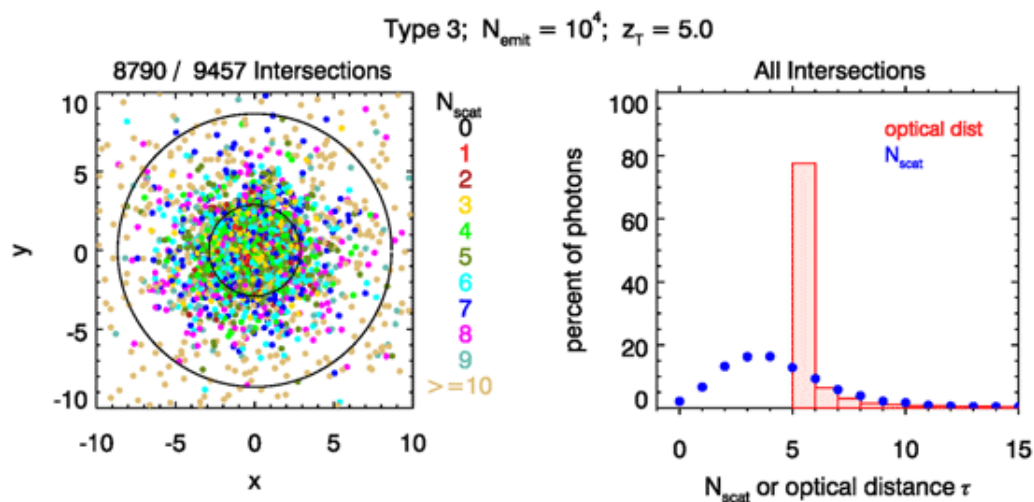 Type 3; N_emit = 10^4; z_T = 5.0
8790 / 9457 Intersections
10
5
0
-5
-10
y
-10 -5 0 5 10
x
N_scat
0
1
2
3
4
5
6
7
8
9
>=10
All Intersections
100
80
60
40
20
0
percent of photons
optical dist
N_scat
0 5 10 15
N_scat or optical distance τ